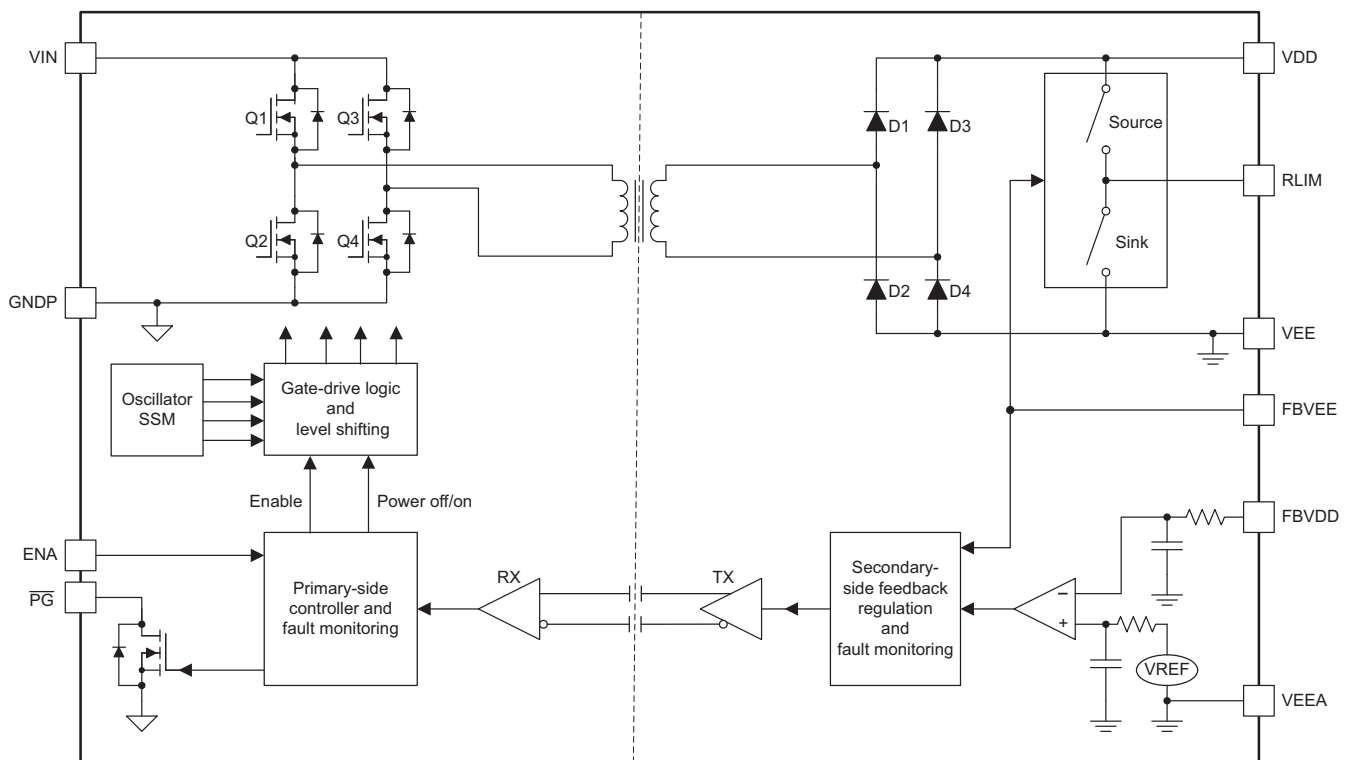 VIN
VDD
Q1
Q3
D1
D3
Source
RLIM
Q2
Q4
Sink
GNDP
D2
D4
VEE
Oscillator
SSM
Gate-drive logic
and
level shifting
FBVEE
Enable
Power off/on
FBVDD
ENA
PG
Primary-side
controller and
fault monitoring
RX
TX
Secondary-
side feedback
regulation
and
fault monitoring
–
+
VREF
VEEA